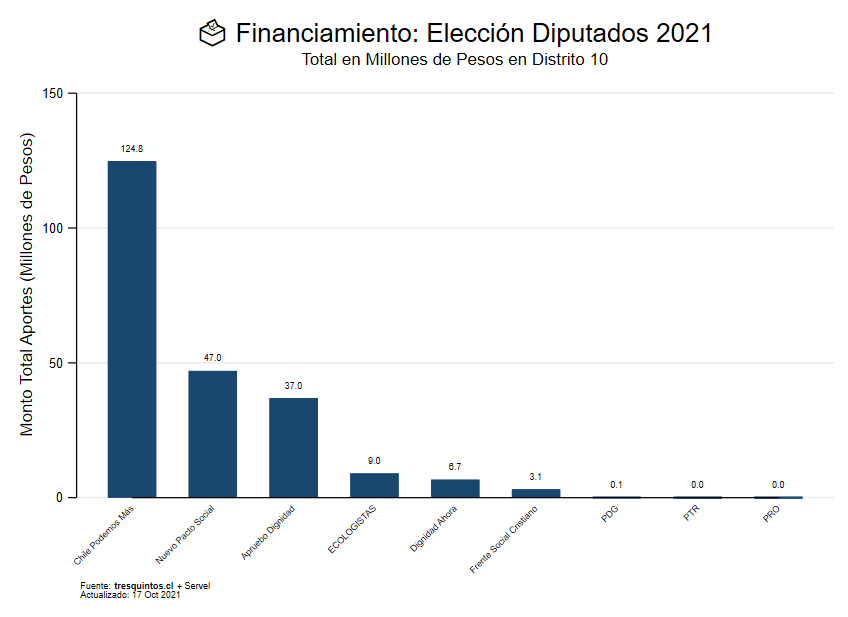 Financiamiento: Elección Diputados 2021
Total en Millones de Pesos en Distrito 10
Monto Total Aportes (Millones de Pesos)
150
100
50
0
124.8
47.0
37.0
9.0
6.7
3.1
0.1
0.0
0.0
Chile Podemos Más
Nuevo Pacto Social
Apruebo Dignidad
ECOLOGISTAS
Dignidad Ahora
Frente Social Cristiano
PDG
PTR
PRO
Fuente: tresquintos.cl + Servel
Actualizado: 17 Oct 2021